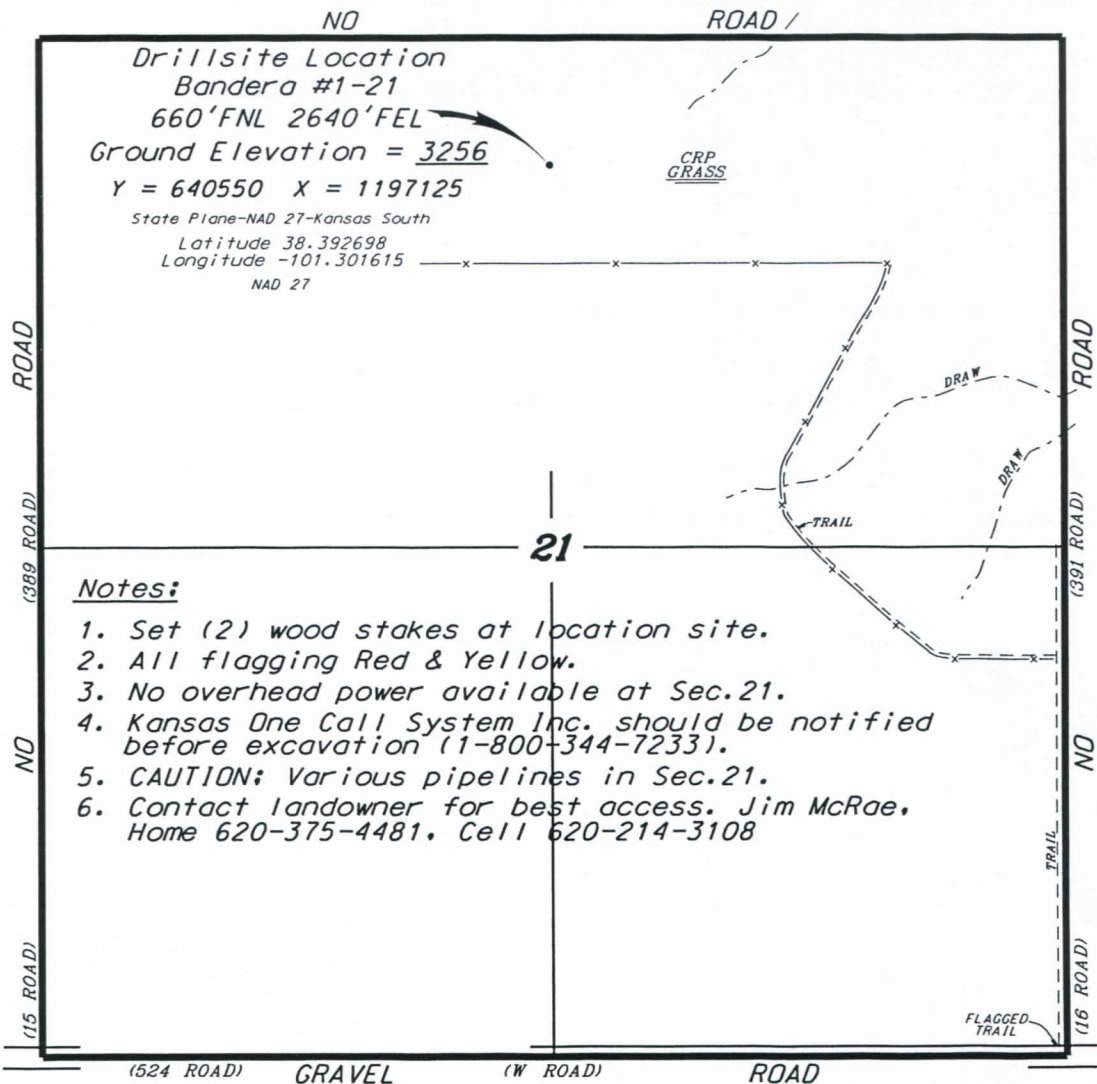 NO ROAD /
Drillsite Location
Bandera #1-21
660'FNL 2640'FEL
Ground Elevation = 3256
Y = 640550 X = 1197125
State Plane-NAD 27-Kansas South
Latitude 38.392698
Longitude -101.301615
NAD 27
CRP
GRASS
ROAD
ROAD
DRAW
DRAW
TRAIL
(389 ROAD)
21
(391 ROAD)
Notes:
1. Set (2) wood stakes at location site.
2. All flagging Red & Yellow.
3. No overhead power available at Sec.21.
4. Kansas One Call System Inc. should be notified
before excavation (1-800-344-7233).
5. CAUTION: Various pipelines in Sec.21.
6. Contact landowner for best access. Jim McRae.
Home 620-375-4481. Cell 620-214-3108
NO
NO
TRAIL
(15 ROAD)
(16 ROAD)
FLAGGED
TRAIL
(524 ROAD) GRAVEL (W ROAD) ROAD